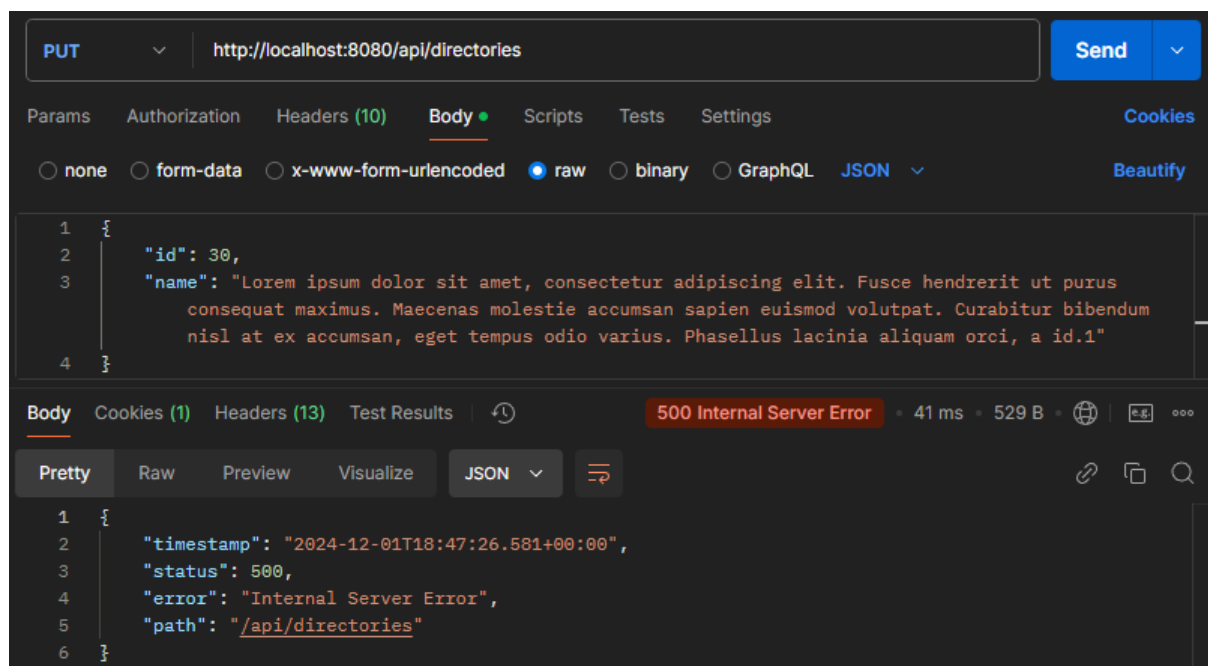 PUT http://localhost:8080/api/directories Send
Params Authorization Headers (10) Body Scripts Tests Settings Cookies
none form-data x-www-form-urlencoded raw binary GraphQL JSON Beautify
1 {
2 "id": 30,
3 "name": "Lorem ipsum dolor sit amet, consectetur adipiscing elit. Fusce hendrerit ut purus
consequat maximus. Maecenas molestie accumsan sapien euismod volutpat. Curabitur bibendum
nisl at ex accumsan, eget tempus odio varius. Phasellus lacinia aliquam orci, a id.1"
4 }
Body Cookies (1) Headers (13) Test Results 500 Internal Server Error • 41 ms • 529 B • e.g.
Pretty Raw Preview Visualize JSON
1 {
2 "timestamp": "2024-12-01T18:47:26.581+00:00",
3 "status": 500,
4 "error": "Internal Server Error",
5 "path": "/api/directories"
6 }